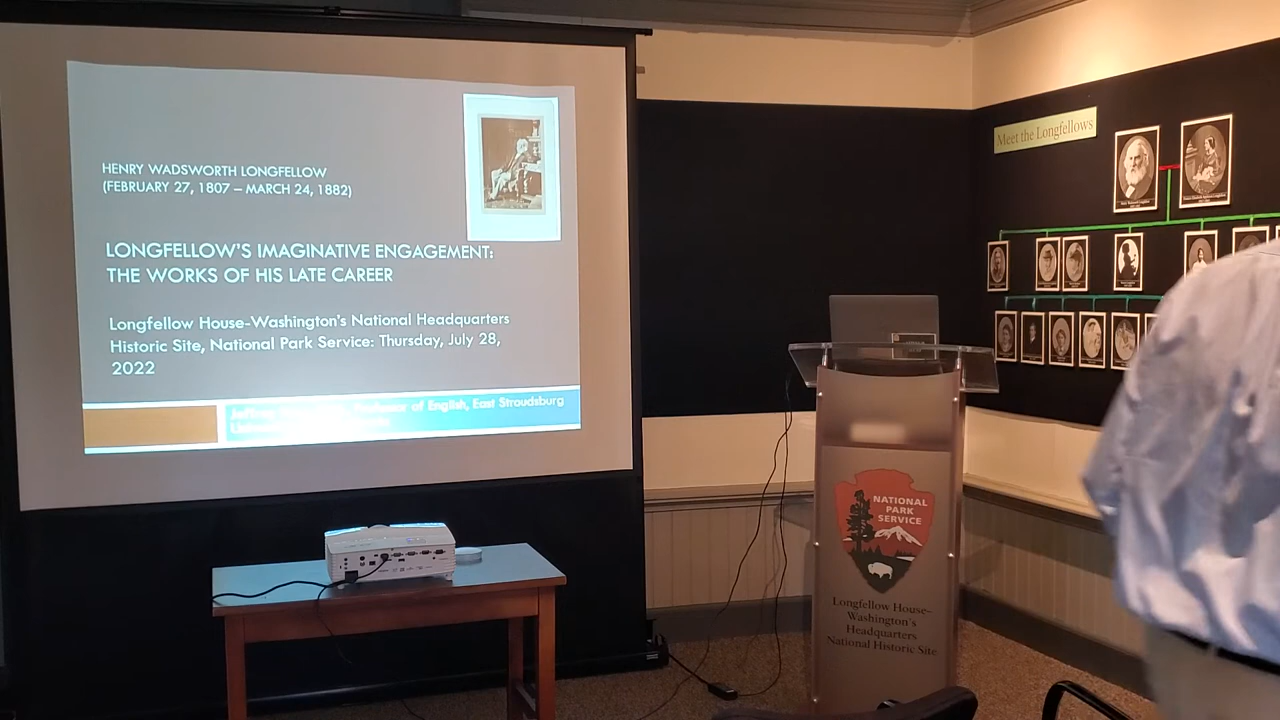 HENRY WADSWORTH LONGFELLOW
(FEBRUARY 27, 1807 – MARCH 24, 1882)
LONGFELLOW'S IMAGINATIVE ENGAGEMENT:
THE WORKS OF HIS LATE CAREER
Longfellow House-Washington's National Headquarters
Historic Site, National Park Service: Thursday, July 28,
2022
Professor of English, East Stroudsburg
Meet the Longfellows
NATIONAL
PARK
SERVICE
Longfellow House–
Washington's
Headquarters
National Historic Site